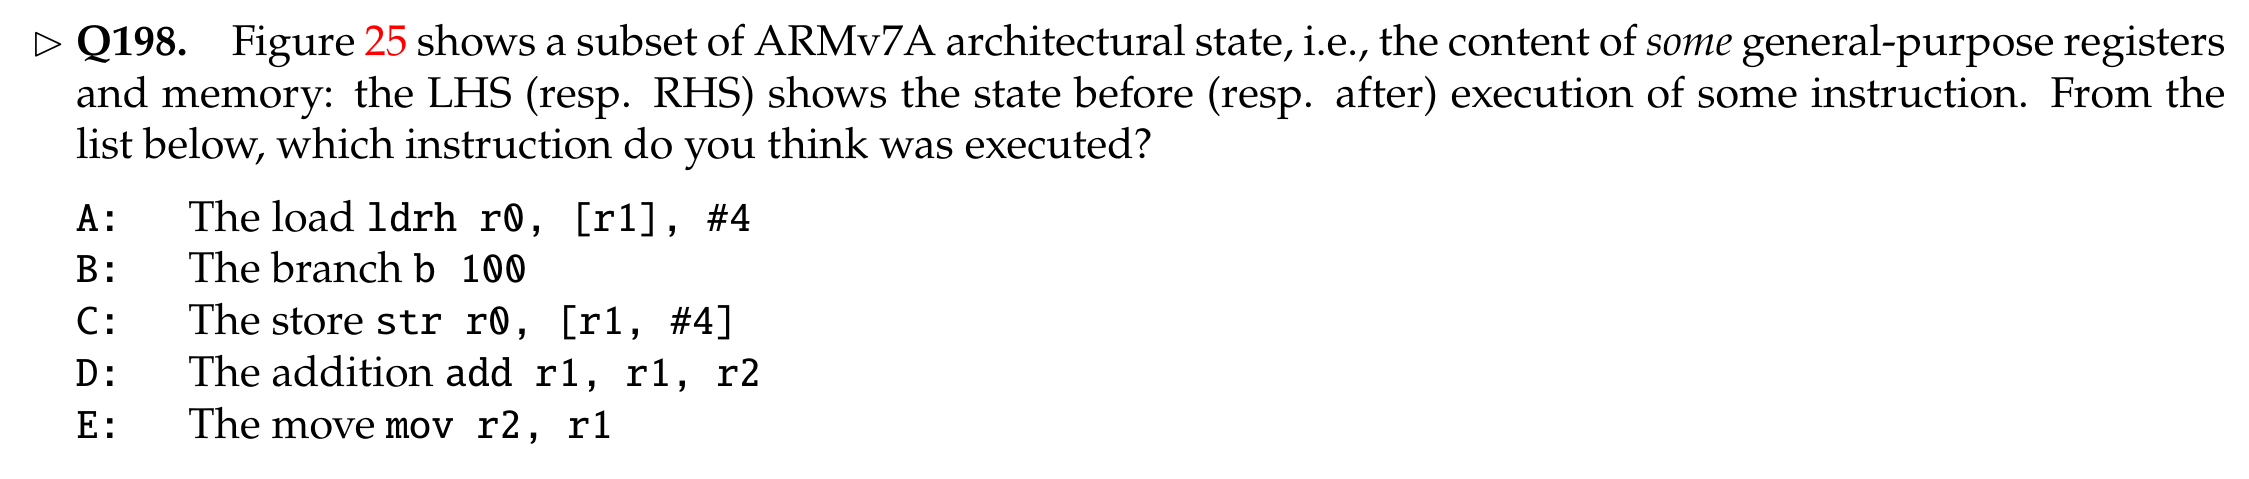 ▷ Q198. Figure 25 shows a subset of ARMv7A architectural state, i.e., the content of some general-purpose registers
and memory: the LHS (resp. RHS) shows the state before (resp. after) execution of some instruction. From the
list below, which instruction do you think was executed?
A: The load ldrh r0, [r1], #4
B: The branch b 100
C: The store str r0, [r1, #4]
D: The addition add r1, r1, r2
E: The move mov r2, r1